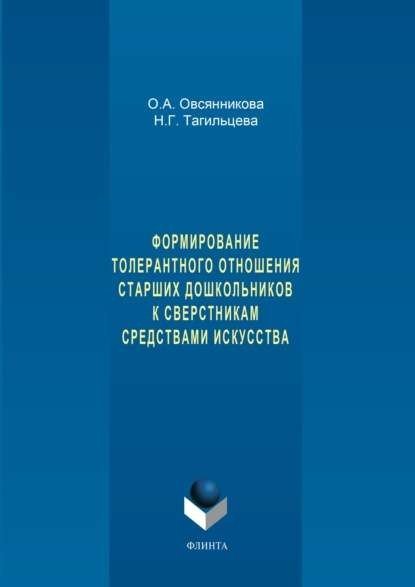 О.А. Овсянникова
Н.Г. Тагильцева
ФОРМИРОВАНИЕ
ТОЛЕРАНТНОГО ОТНОШЕНИЯ
СТАРШИХ ДОШКОЛЬНИКОВ
К СВЕРСТНИКАМ
СРЕДСТВАМИ ИСКУССТВА
ФЛИНТА